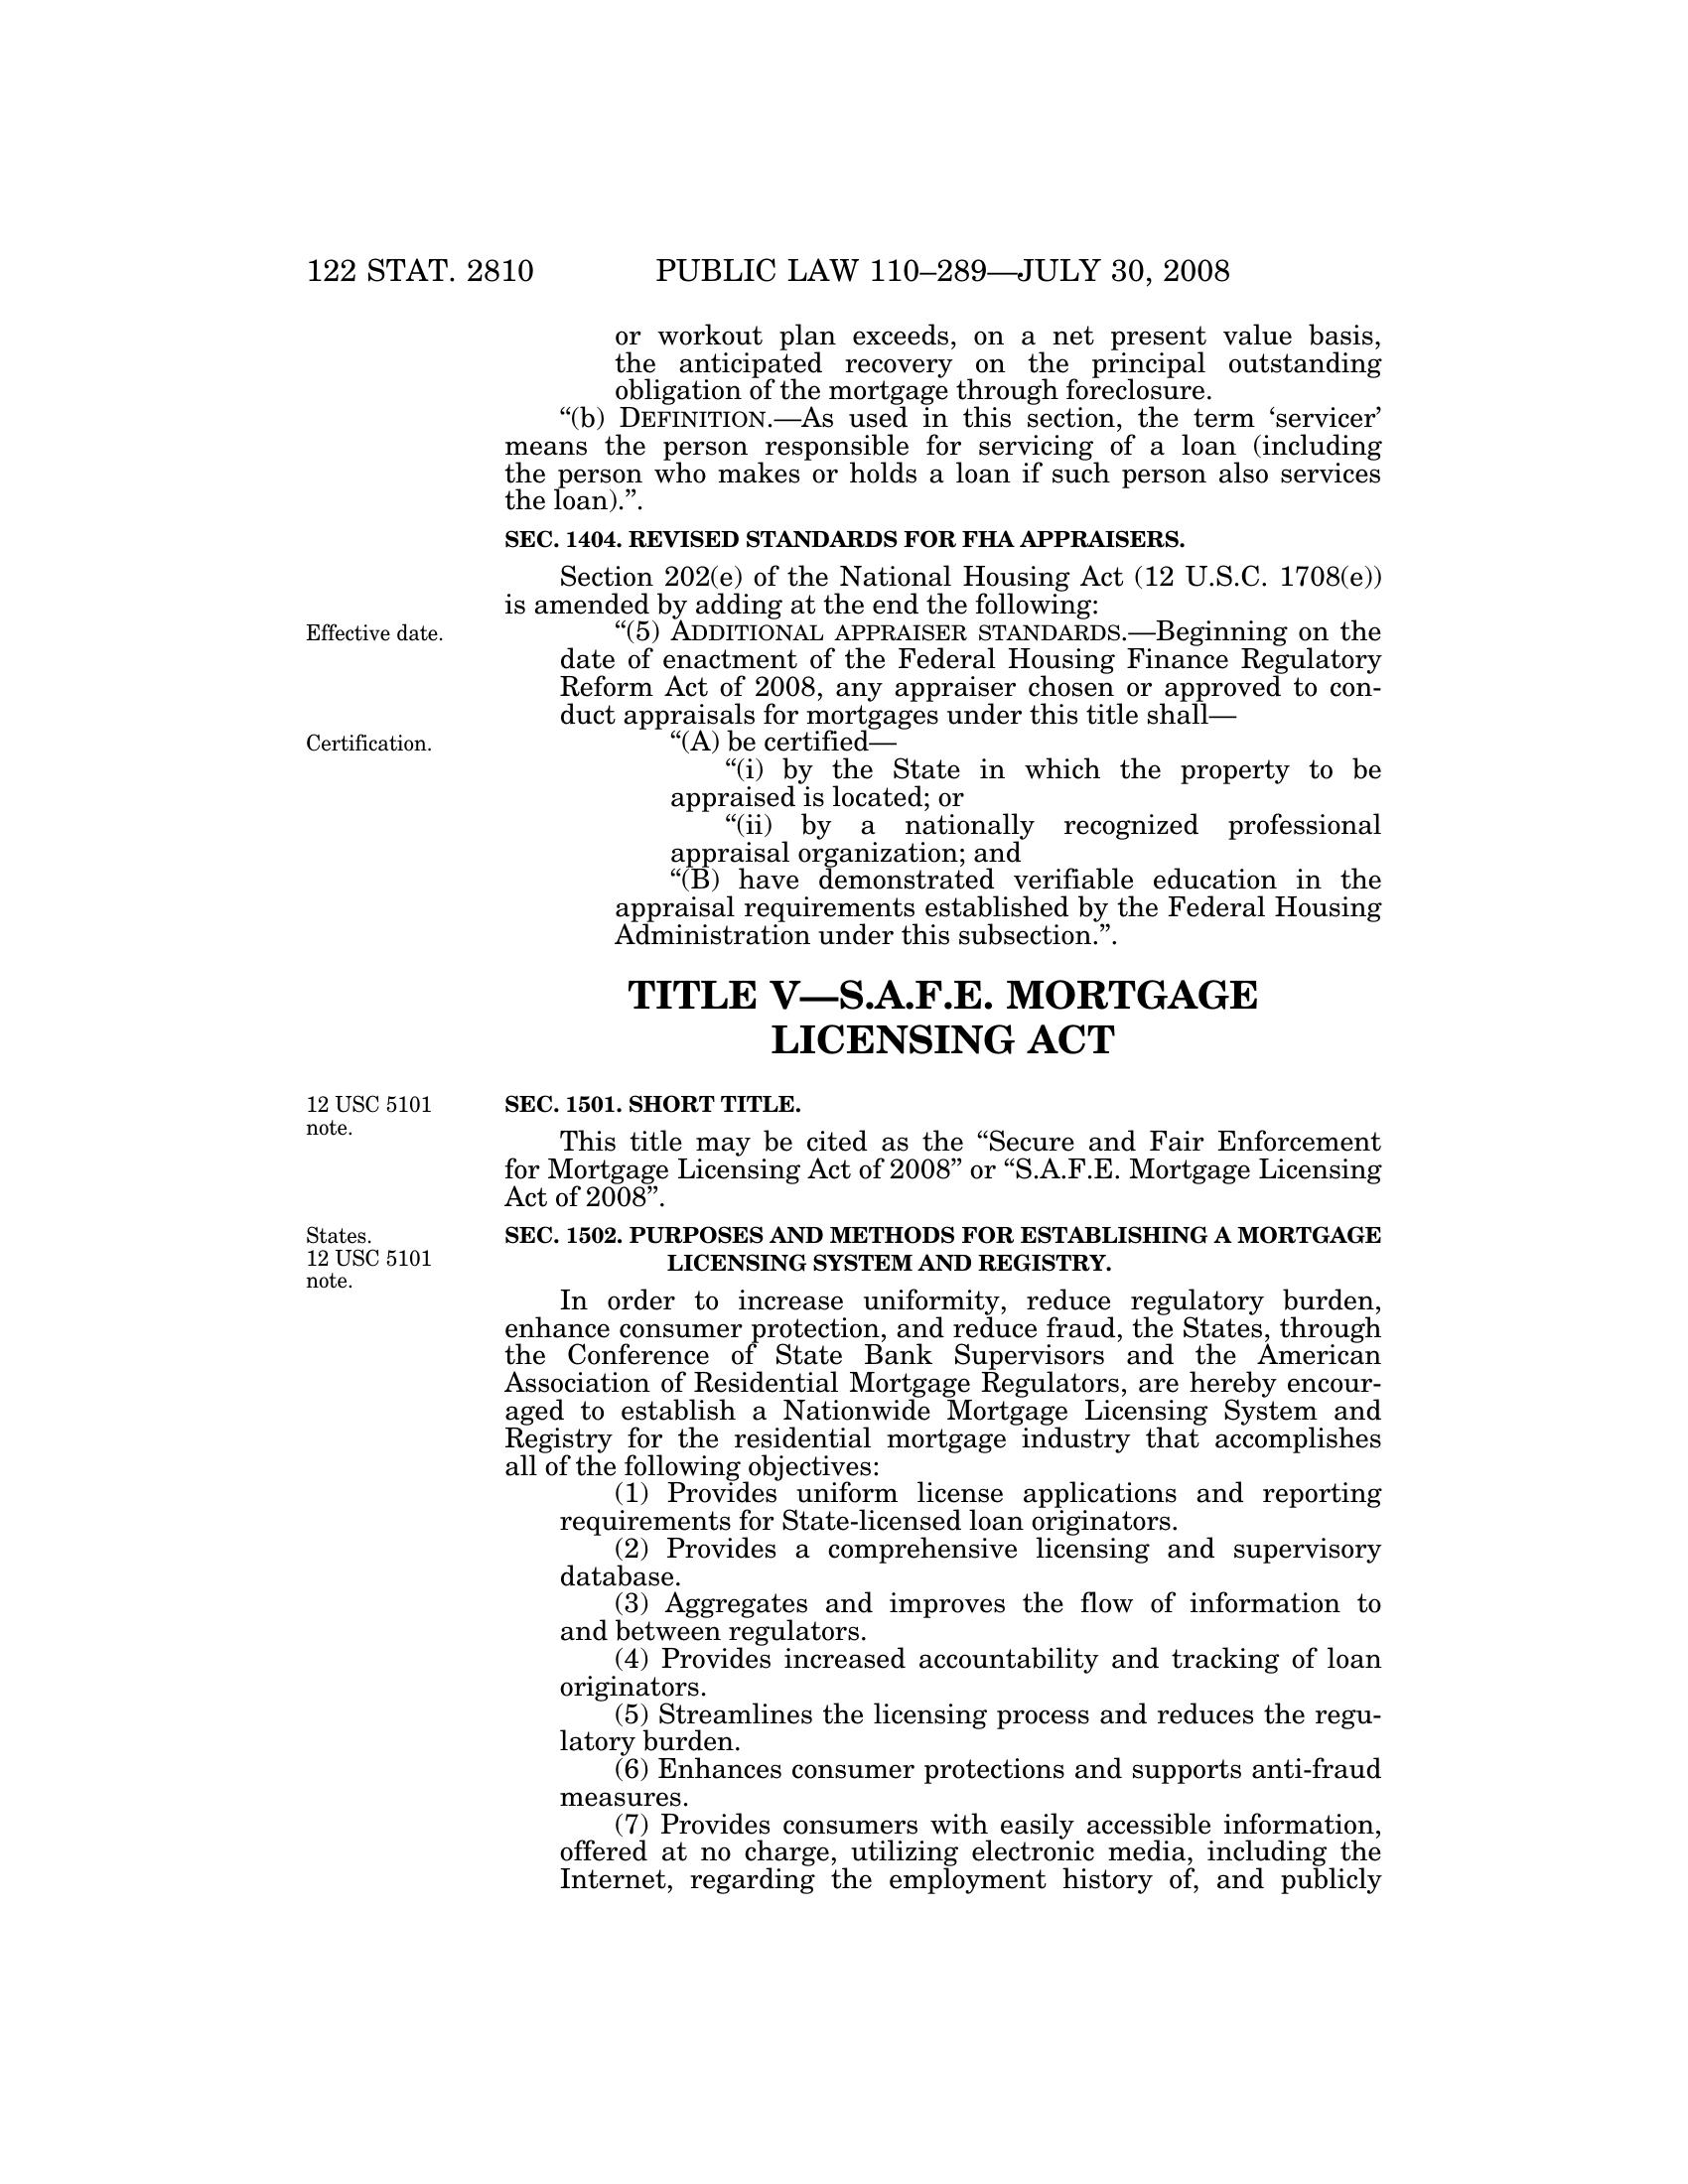 122 STAT. 2810
PUBLIC LAW 110–289—JULY 30, 2008
or workout plan exceeds, on a net present value basis,
the anticipated recovery on the principal outstanding
obligation of the mortgage through foreclosure.
“(b) DEFINITION.—As used in this section, the term ‘servicer’
means the person responsible for servicing of a loan (including
the person who makes or holds a loan if such person also services
the loan).”.
SEC. 1404. REVISED STANDARDS FOR FHA APPRAISERS.
Section 202(e) of the National Housing Act (12 U.S.C. 1708(e))
is amended by adding at the end the following:
Effective date.
“(5) ADDITIONAL APPRAISER STANDARDS.—Beginning on the
date of enactment of the Federal Housing Finance Regulatory
Reform Act of 2008, any appraiser chosen or approved to con-
duct appraisals for mortgages under this title shall—
Certification.
“(A) be certified—
“(i) by the State in which the property to be
appraised is located; or
“(ii) by a nationally recognized professional
appraisal organization; and
“(B) have demonstrated verifiable education in the
appraisal requirements established by the Federal Housing
Administration under this subsection.”.
TITLE V—S.A.F.E. MORTGAGE
LICENSING ACT
12 USC 5101
note.
SEC. 1501. SHORT TITLE.
This title may be cited as the “Secure and Fair Enforcement
for Mortgage Licensing Act of 2008” or “S.A.F.E. Mortgage Licensing
Act of 2008”.
States.
12 USC 5101
note.
SEC. 1502. PURPOSES AND METHODS FOR ESTABLISHING A MORTGAGE
LICENSING SYSTEM AND REGISTRY.
In order to increase uniformity, reduce regulatory burden,
enhance consumer protection, and reduce fraud, the States, through
the Conference of State Bank Supervisors and the American
Association of Residential Mortgage Regulators, are hereby encour-
aged to establish a Nationwide Mortgage Licensing System and
Registry for the residential mortgage industry that accomplishes
all of the following objectives:
(1) Provides uniform license applications and reporting
requirements for State-licensed loan originators.
(2) Provides a comprehensive licensing and supervisory
database.
(3) Aggregates and improves the flow of information to
and between regulators.
(4) Provides increased accountability and tracking of loan
originators.
(5) Streamlines the licensing process and reduces the regu-
latory burden.
(6) Enhances consumer protections and supports anti-fraud
measures.
(7) Provides consumers with easily accessible information,
offered at no charge, utilizing electronic media, including the
Internet, regarding the employment history of, and publicly